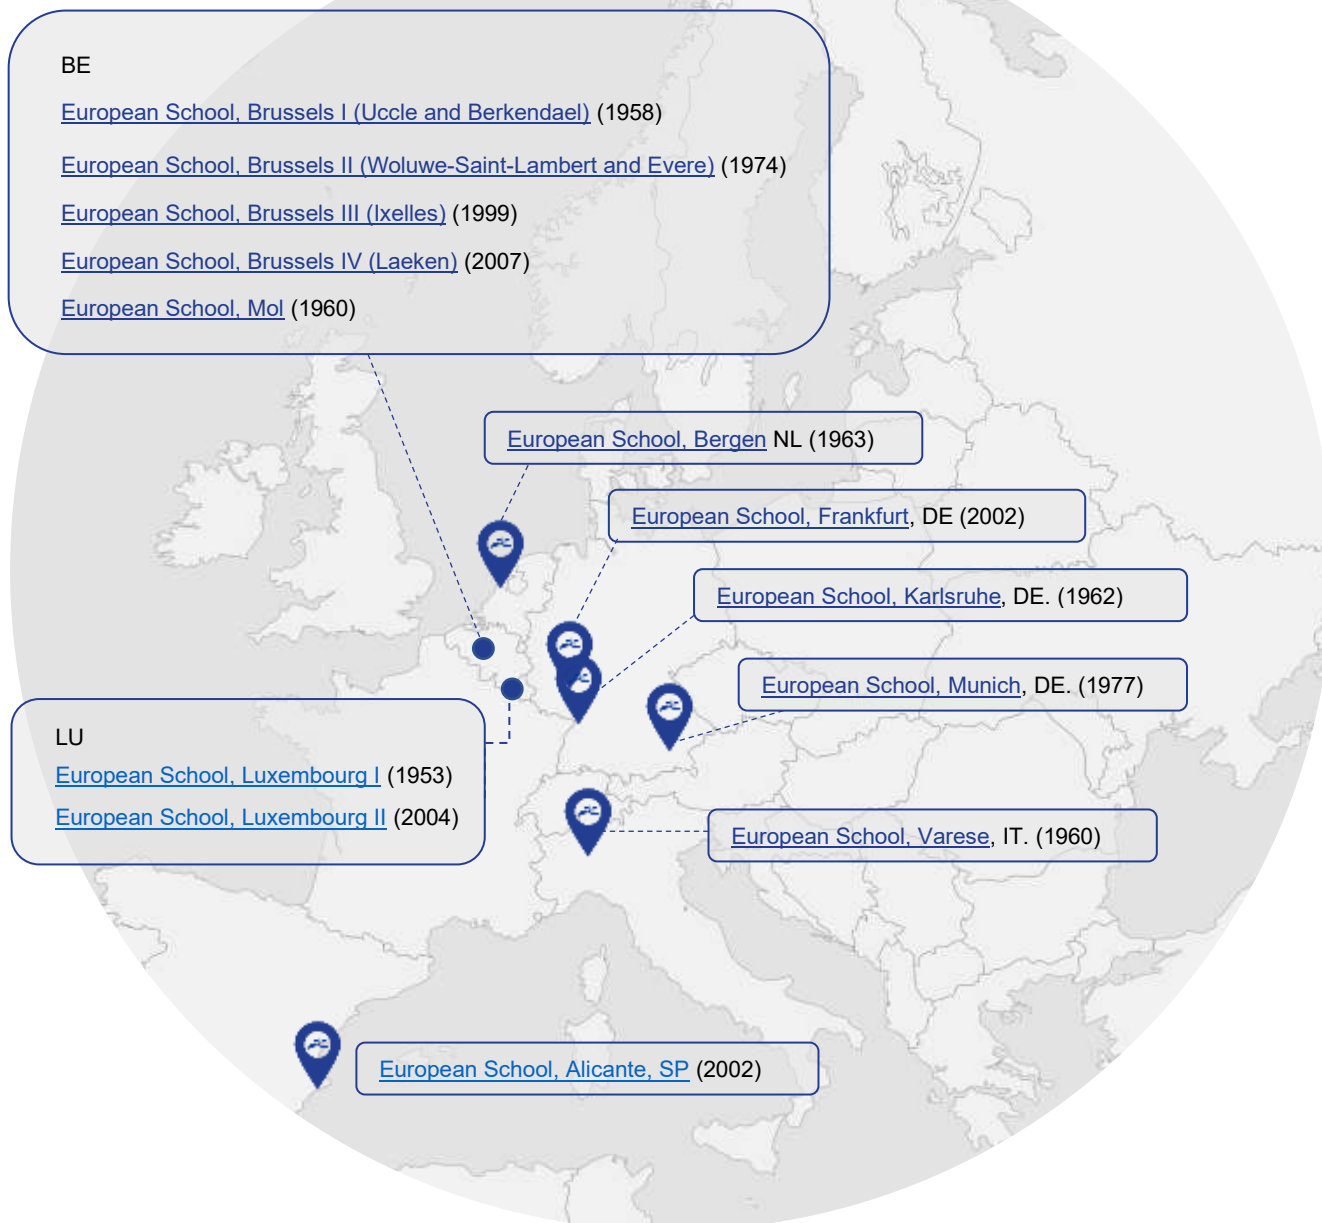 BE
European School, Brussels I (Uccle and Berkendael) (1958)
European School, Brussels II (Woluwe-Saint-Lambert and Evere) (1974)
European School, Brussels III (Ixelles) (1999)
European School, Brussels IV (Laeken) (2007)
European School, Mol (1960)
European School, Bergen NL (1963)
European School, Frankfurt, DE (2002)
European School, Karlsruhe, DE. (1962)
European School, Munich, DE. (1977)
LU
European School, Luxembourg I (1953)
European School, Luxembourg II (2004)
European School, Varese, IT. (1960)
European School, Alicante, SP (2002)